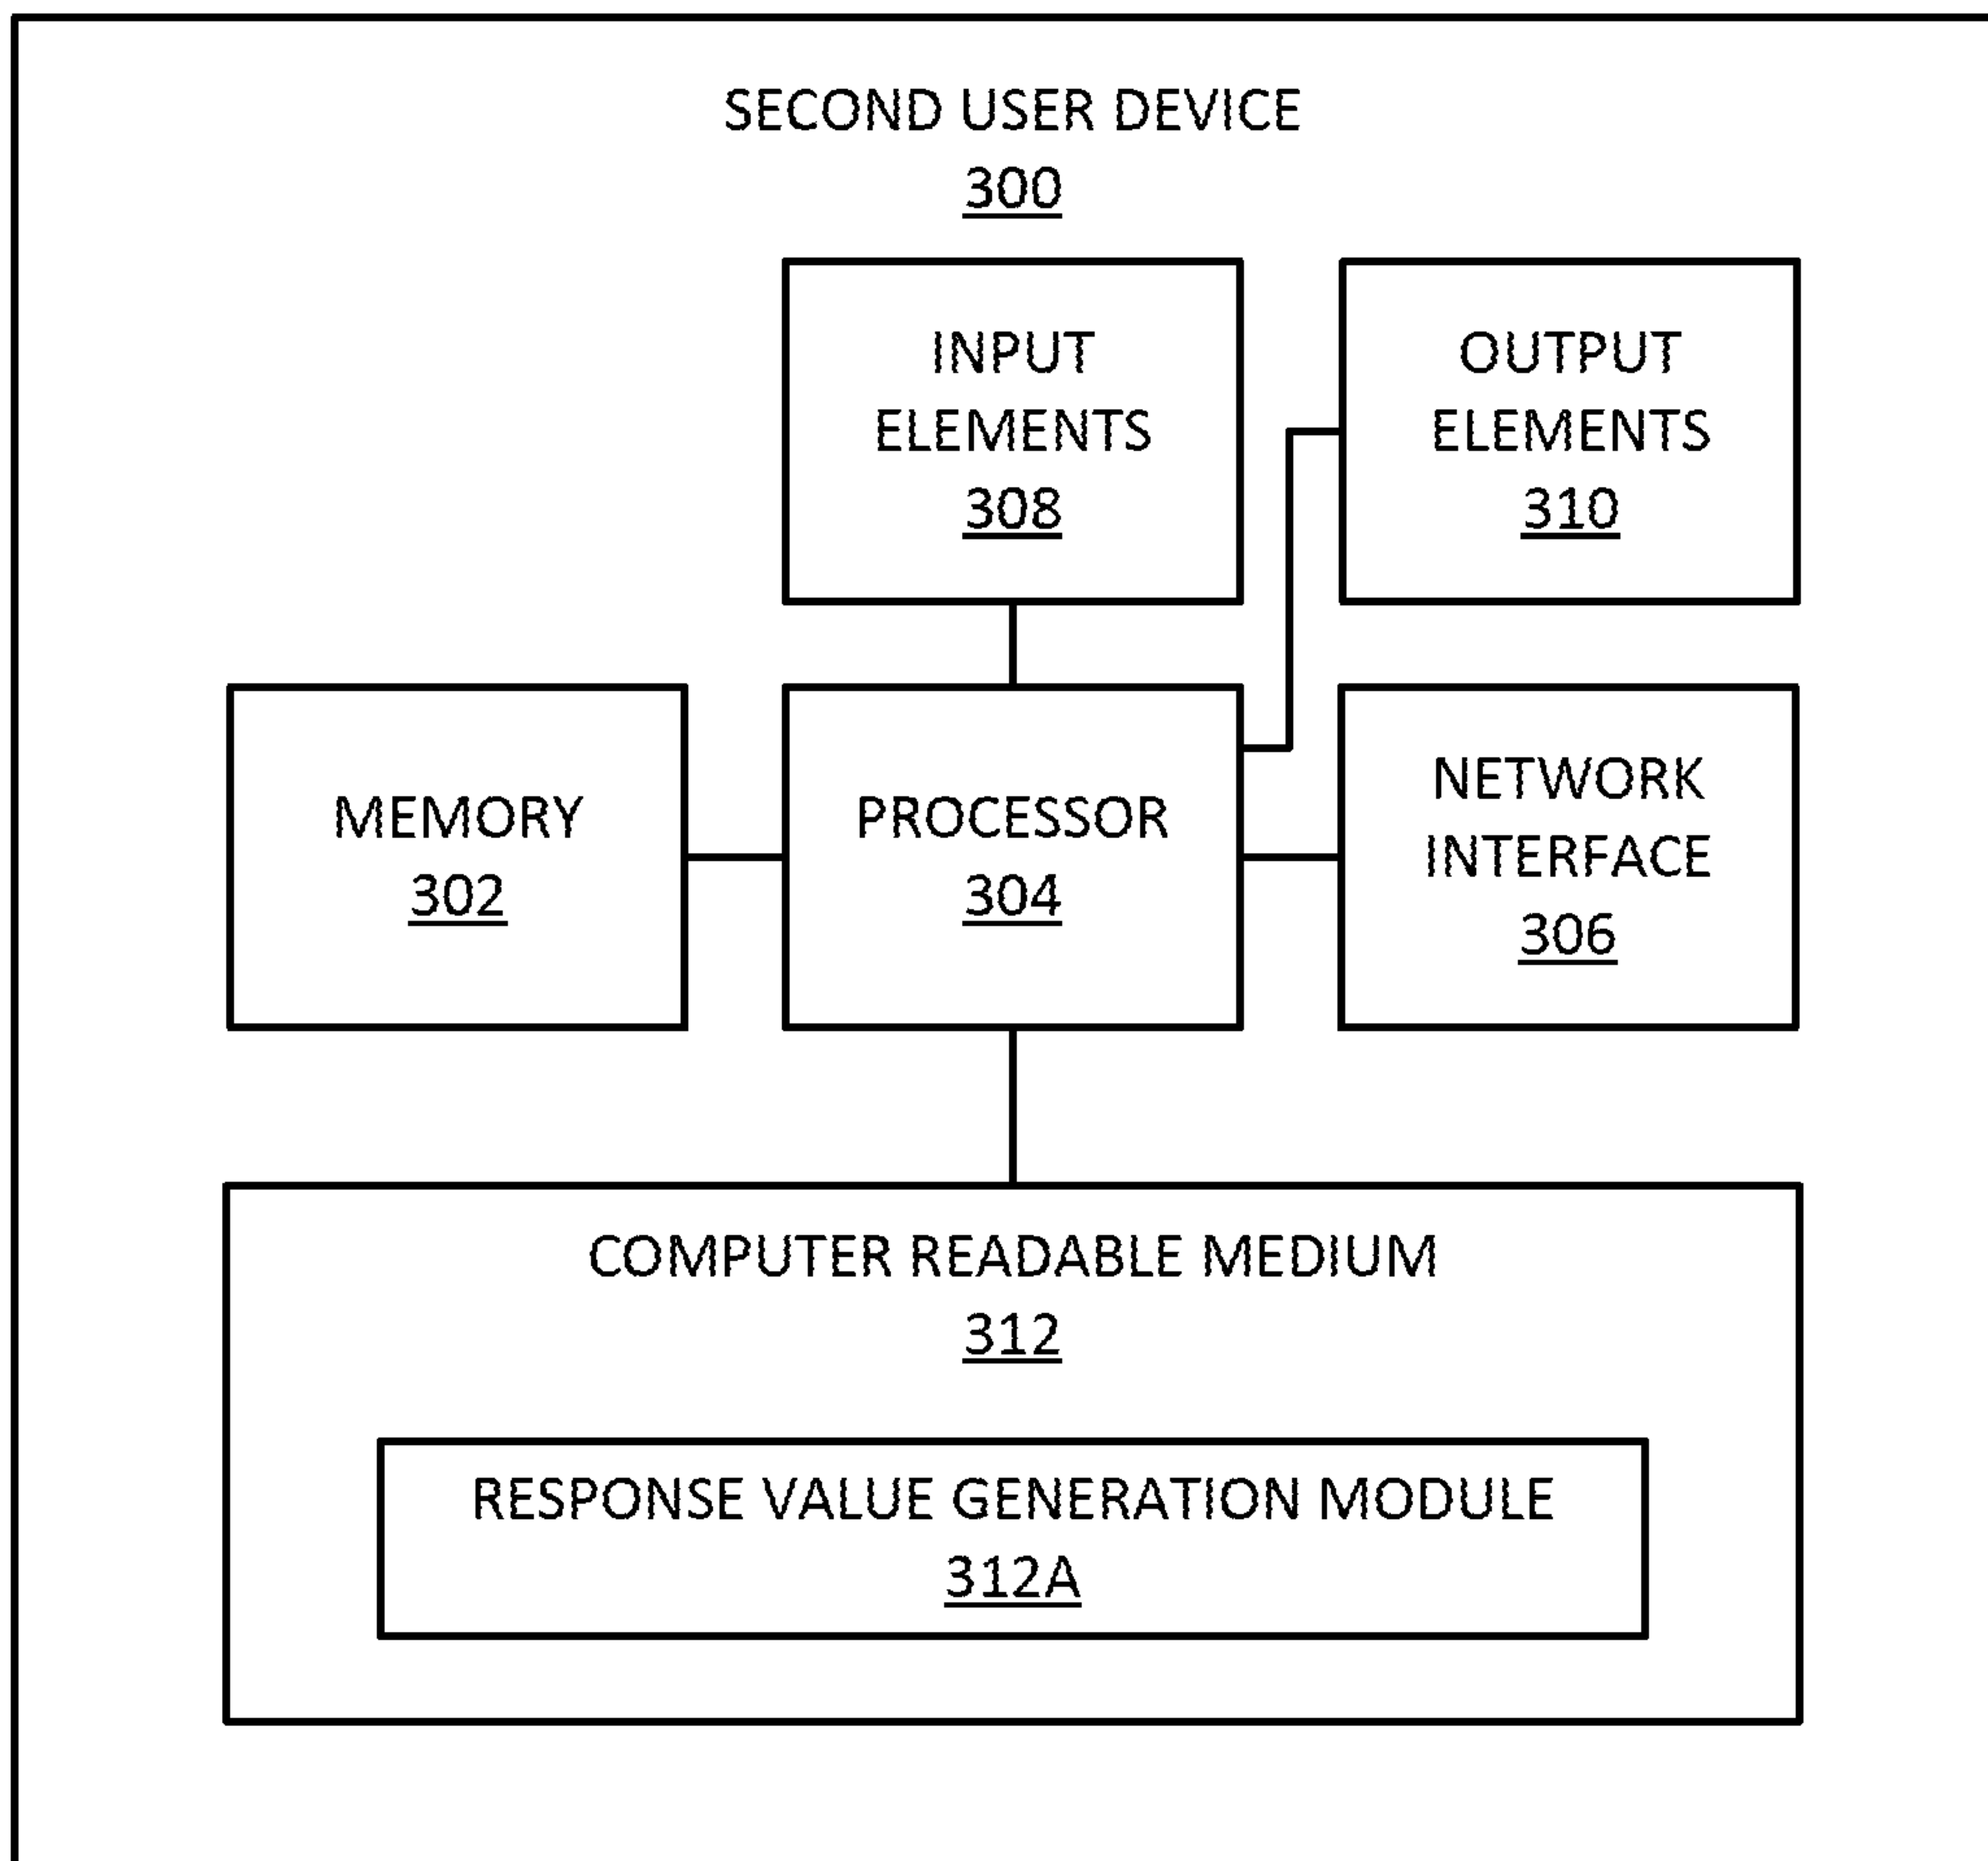 SECOND USER DEVICE
300
INPUT
ELEMENTS
308
OUTPUT
ELEMENTS
310
MEMORY
302
PROCESSOR
304
NETWORK
INTERFACE
306
COMPUTER READABLE MEDIUM
312
RESPONSE VALUE GENERATION MODULE
312A